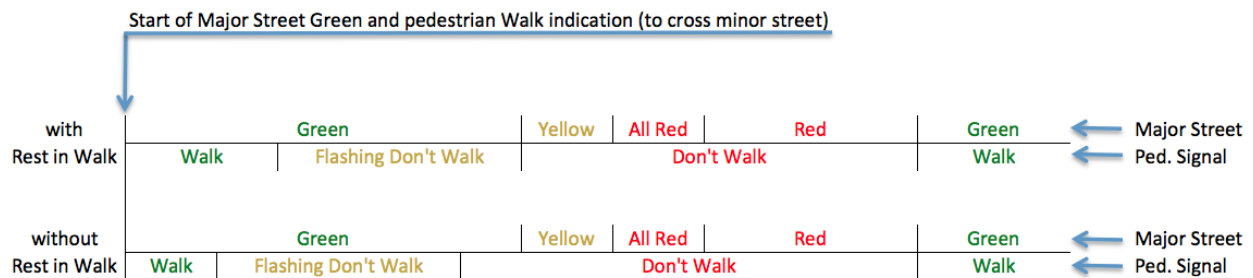 Start of Major Street Green and pedestrian Walk indication (to cross minor street)
with Green Yellow All Red Red Green Major Street
Rest in Walk Walk Flashing Don't Walk Don't Walk Walk Ped. Signal
without Green Yellow All Red Red Green Major Street
Rest in Walk Walk Flashing Don't Walk Don't Walk Walk Ped. Signal